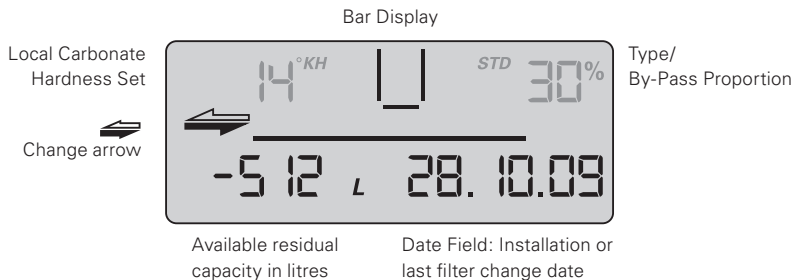 Bar Display
Local Carbonate
Hardness Set
14 °KH
STD 30%
Type/
By-Pass Proportion
Change arrow
-512 L 28.10.09
Available residual
capacity in litres
Date Field: Installation or
last filter change date